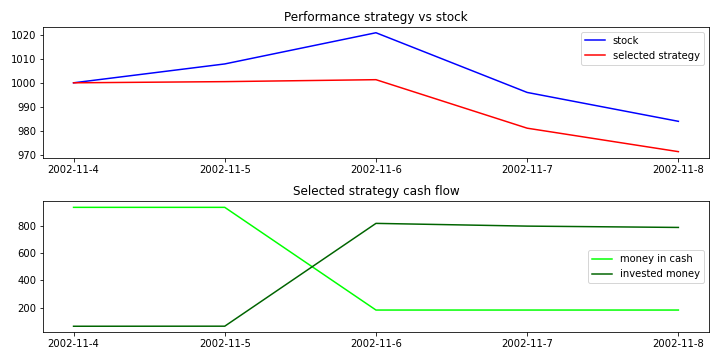 Performance strategy vs stock
1020
1010
1000
990
980
970
stock
selected strategy
2002-11-4 2002-11-5 2002-11-6 2002-11-7 2002-11-8
Selected strategy cash flow
800
600
400
200
money in cash
invested money
2002-11-4 2002-11-5 2002-11-6 2002-11-7 2002-11-8